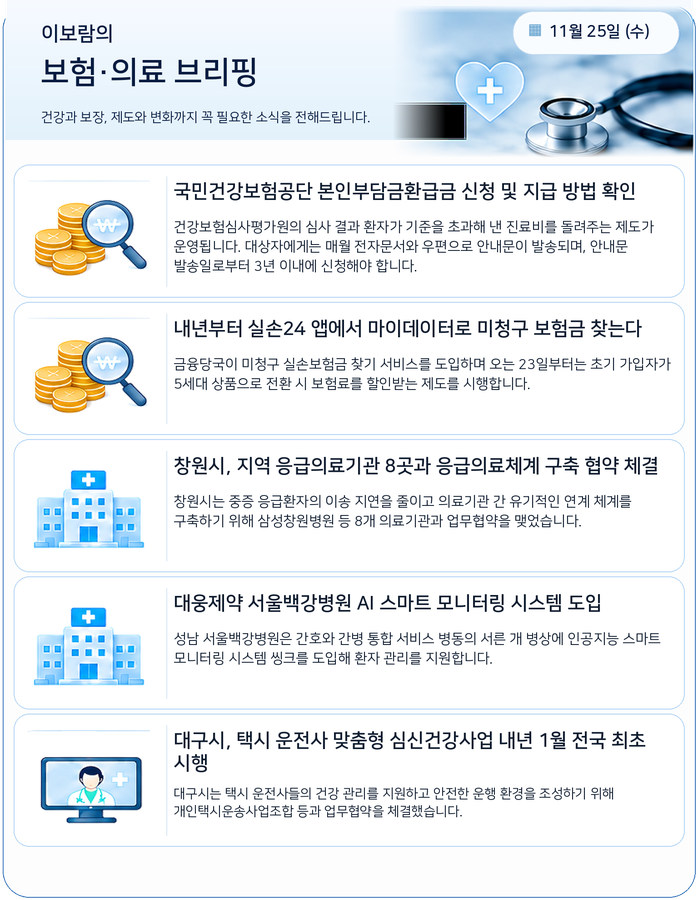 이보람의
보험·의료 브리핑
11월 25일 (수)
건강과 보장, 제도와 변화까지 꼭 필요한 소식을 전해드립니다.
국민건강보험공단 본인부담금환급금 신청 및 지급 방법 확인
건강보험심사평가원의 심사 결과 환자가 기준을 초과해 낸 진료비를 돌려주는 제도가
운영됩니다. 대상자에게는 매월 전자문서와 우편으로 안내문이 발송되며, 안내문
발송일로부터 3년 이내에 신청해야 합니다.
내년부터 실손24 앱에서 마이데이터로 미청구 보험금 찾는다
금융당국이 미청구 실손보험금 찾기 서비스를 도입하며 오는 23일부터는 초기 가입자가
5세대 상품으로 전환 시 보험료를 할인받는 제도를 시행합니다.
창원시, 지역 응급의료기관 8곳과 응급의료체계 구축 협약 체결
창원시는 중증 응급환자의 이송 지연을 줄이고 의료기관 간 유기적인 연계 체계를
구축하기 위해 삼성창원병원 등 8개 의료기관과 업무협약을 맺었습니다.
대웅제약 서울백강병원 AI 스마트 모니터링 시스템 도입
성남 서울백강병원은 간호와 간병 통합 서비스 병동의 서른 개 병상에 인공지능 스마트
모니터링 시스템 씽크를 도입해 환자 관리를 지원합니다.
대구시, 택시 운전사 맞춤형 심신건강사업 내년 1월 전국 최초
시행
대구시는 택시 운전사들의 건강 관리를 지원하고 안전한 운행 환경을 조성하기 위해
개인택시운송사업조합 등과 업무협약을 체결했습니다.